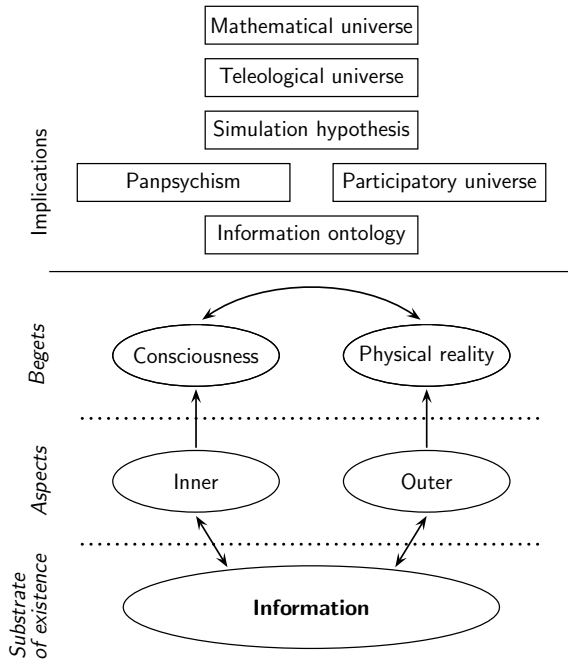 Mathematical universe
Teleological universe
Simulation hypothesis
Panpsychism
Participatory universe
Information ontology
Implications
Consciousness
Physical reality
Begets
Inner
Outer
Aspects
Information
Substrate
of existence